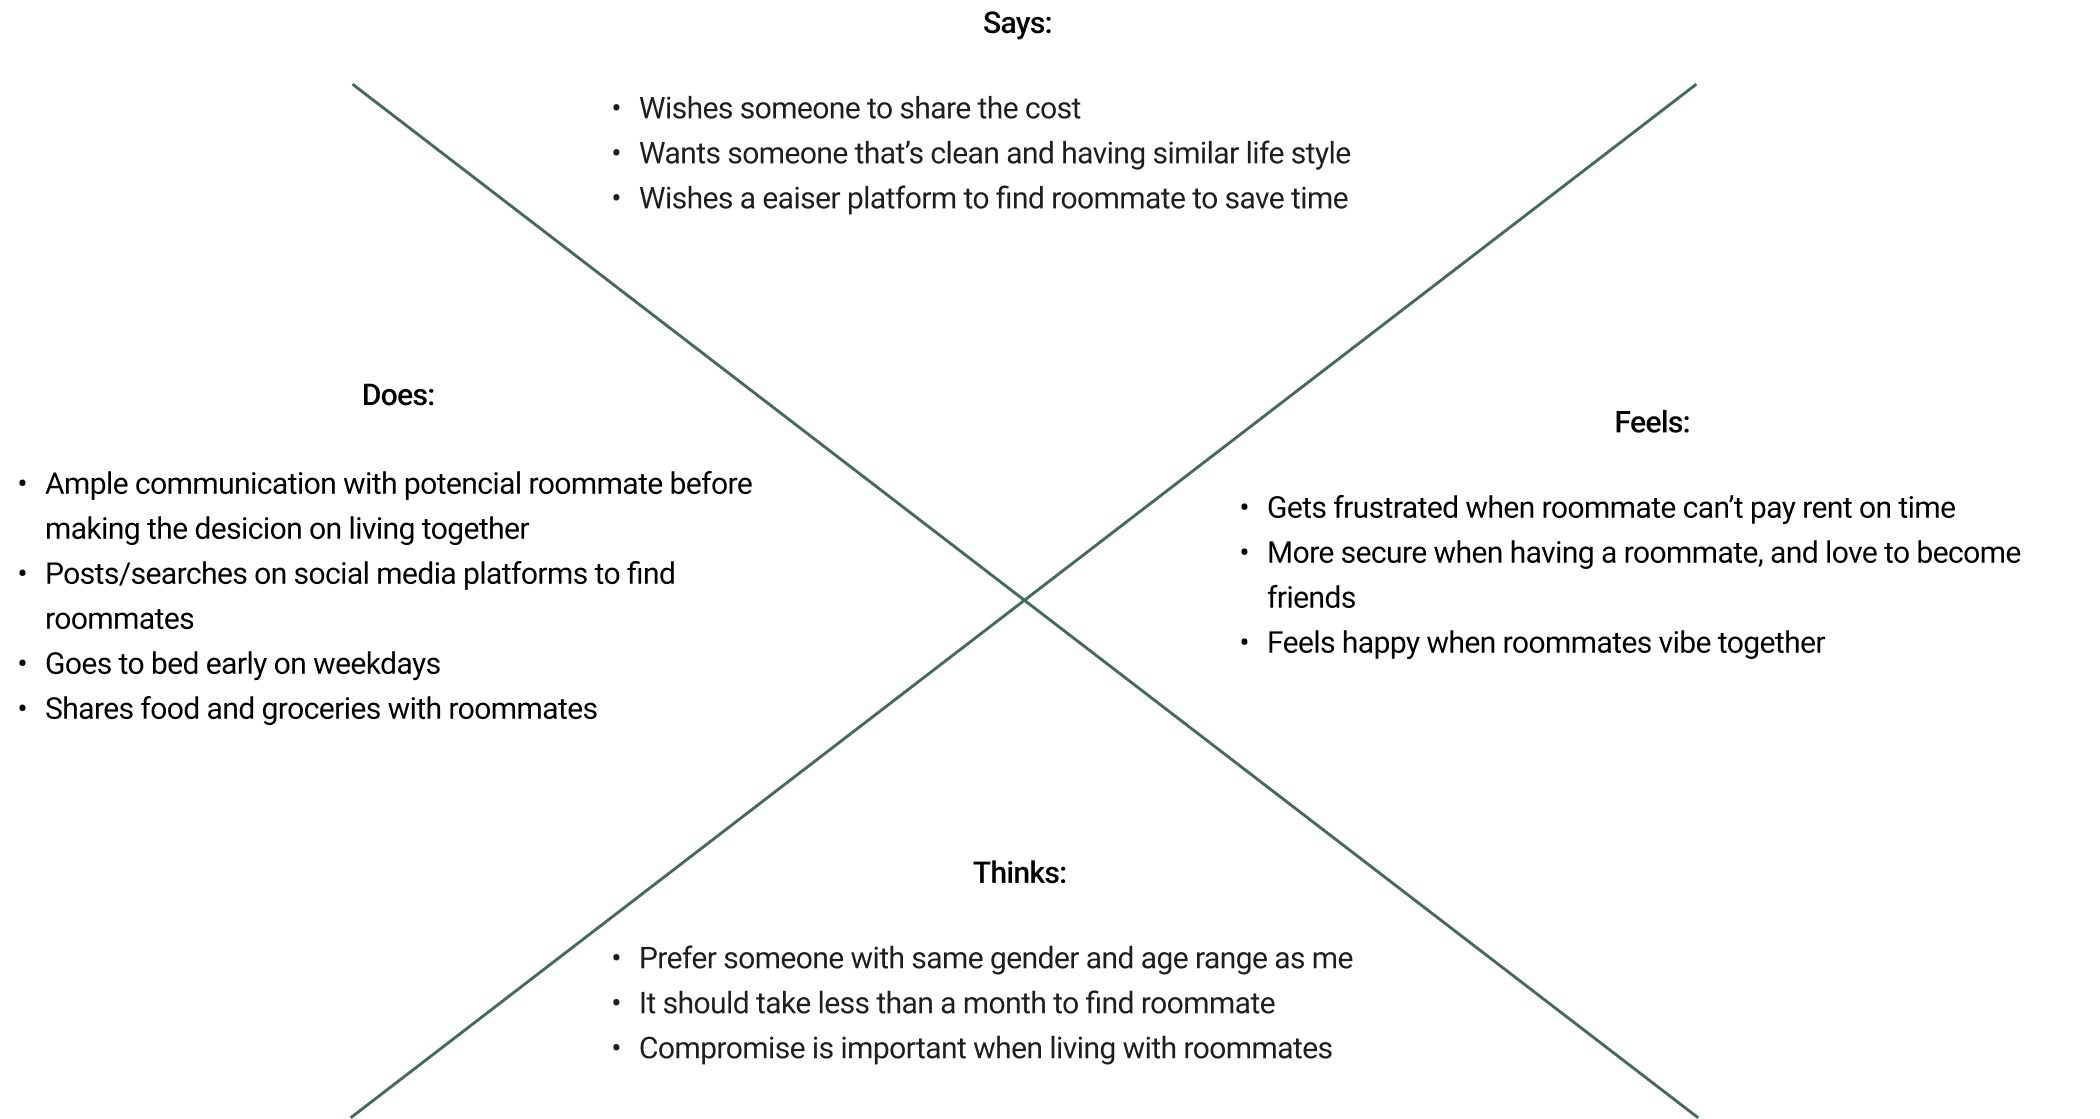 Says:
• Wishes someone to share the cost
• Wants someone that’s clean and having similar life style
• Wishes a eaiser platform to find roommate to save time
Does:
• Ample communication with potencial roommate before
making the desicion on living together
• Posts/searches on social media platforms to find
roommates
• Goes to bed early on weekdays
• Shares food and groceries with roommates
Feels:
• Gets frustrated when roommate can’t pay rent on time
• More secure when having a roommate, and love to become
friends
• Feels happy when roommates vibe together
Thinks:
• Prefer someone with same gender and age range as me
• It should take less than a month to find roommate
• Compromise is important when living with roommates